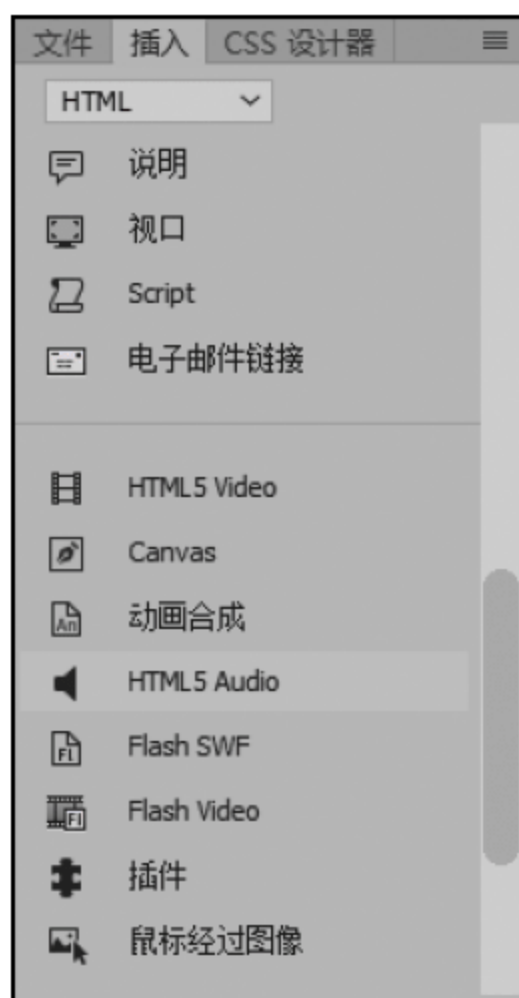 文件 插入 CSS 设计器
HTML
说明
视口
Script
电子邮件链接
HTML5 Video
Canvas
动画合成
HTML5 Audio
Flash SWF
Flash Video
插件
鼠标经过图像